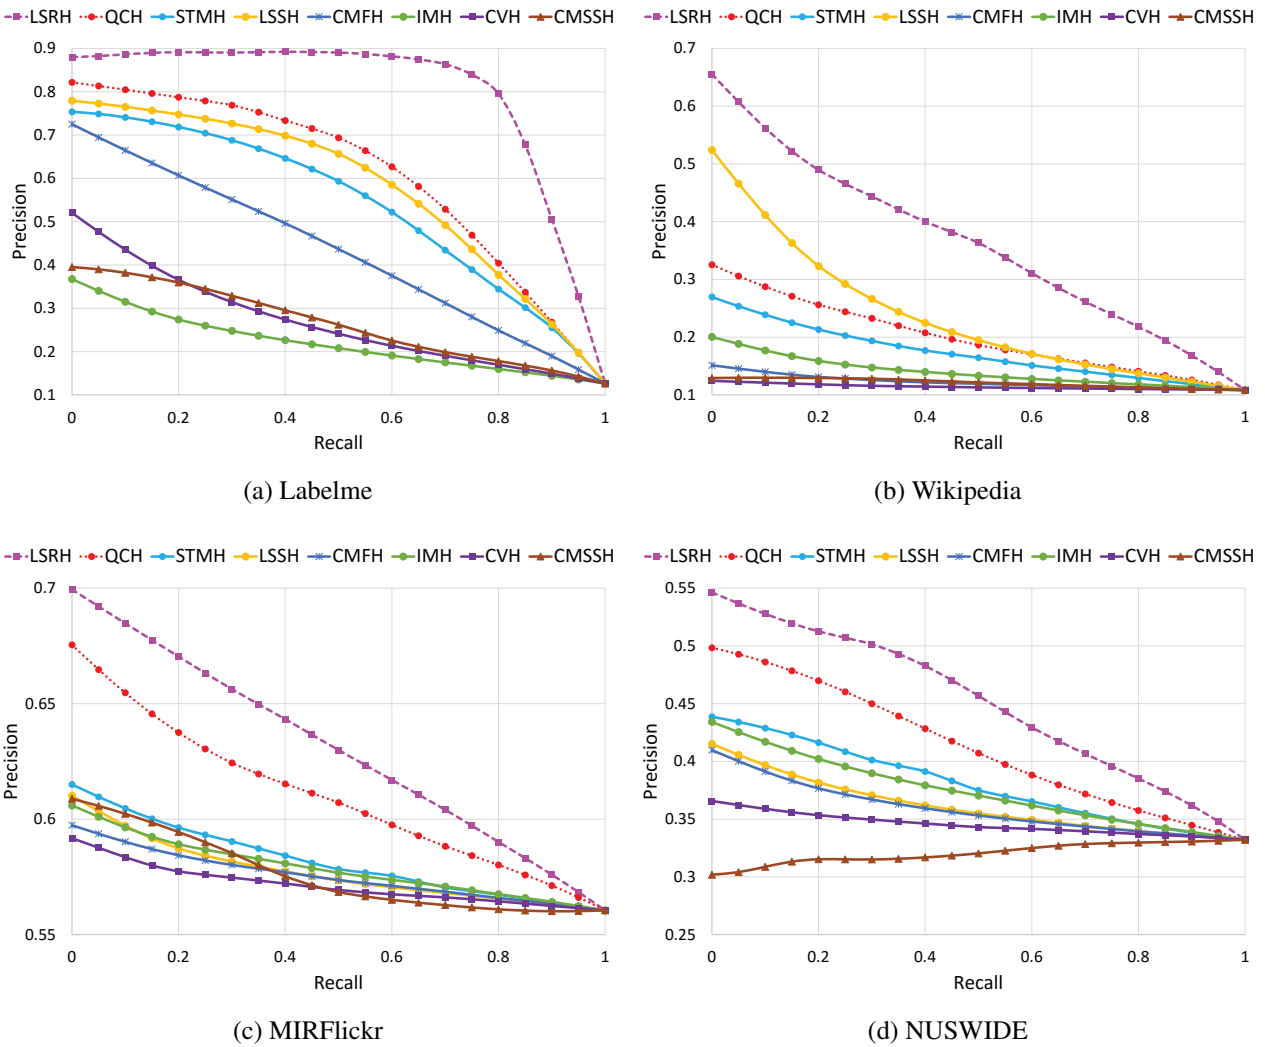 LSRH QCH STMH LSSH CMFH IMH CVH CMSSH
0.9
0.8
0.7
0.6
0.5
0.4
0.3
0.2
0.1
Precision
0 0.2 0.4 0.6 0.8 1
Recall
(a) Labelme
LSRH QCH STMH LSSH CMFH IMH CVH CMSSH
0.7
0.6
0.5
0.4
0.3
0.2
0.1
Precision
0 0.2 0.4 0.6 0.8 1
Recall
(b) Wikipedia
LSRH QCH STMH LSSH CMFH IMH CVH CMSSH
0.7
0.65
0.6
0.55
Precision
0 0.2 0.4 0.6 0.8 1
Recall
(c) MIRFlickr
LSRH QCH STMH LSSH CMFH IMH CVH CMSSH
0.55
0.5
0.45
0.4
0.35
0.3
0.25
Precision
0 0.2 0.4 0.6 0.8 1
Recall
(d) NUSWIDE